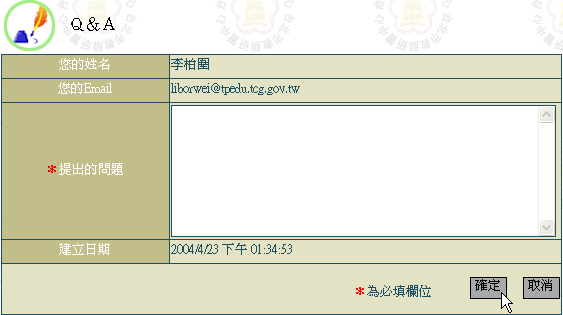 Q & A
您的姓名 李柏圍
您的Email liborwei@tpedu.tcg.gov.tw
*提出的問題
建立日期 2004/4/23 下午 01:34:53
*為必填欄位 確定 取消